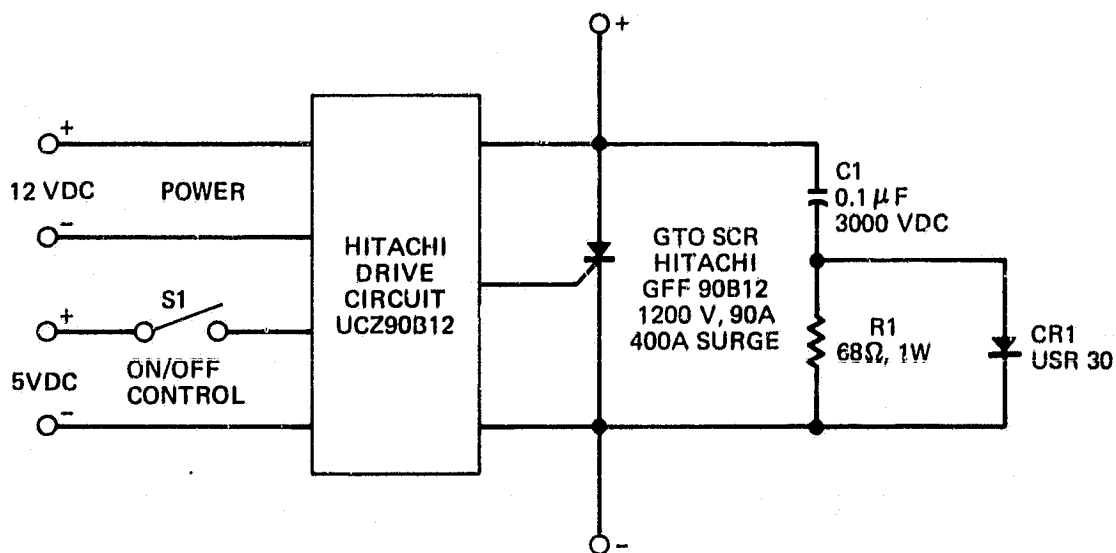 +
+
12 VDC POWER
-
HITACHI
DRIVE
CIRCUIT
UCZ90B12
+
S1
5VDC
ON/OFF
CONTROL
-
GTO SCR
HITACHI
GFF 90B12
1200 V, 90A
400A SURGE
C1
0.1 μF
3000 VDC
R1
68Ω, 1W
CR1
USR 30
-